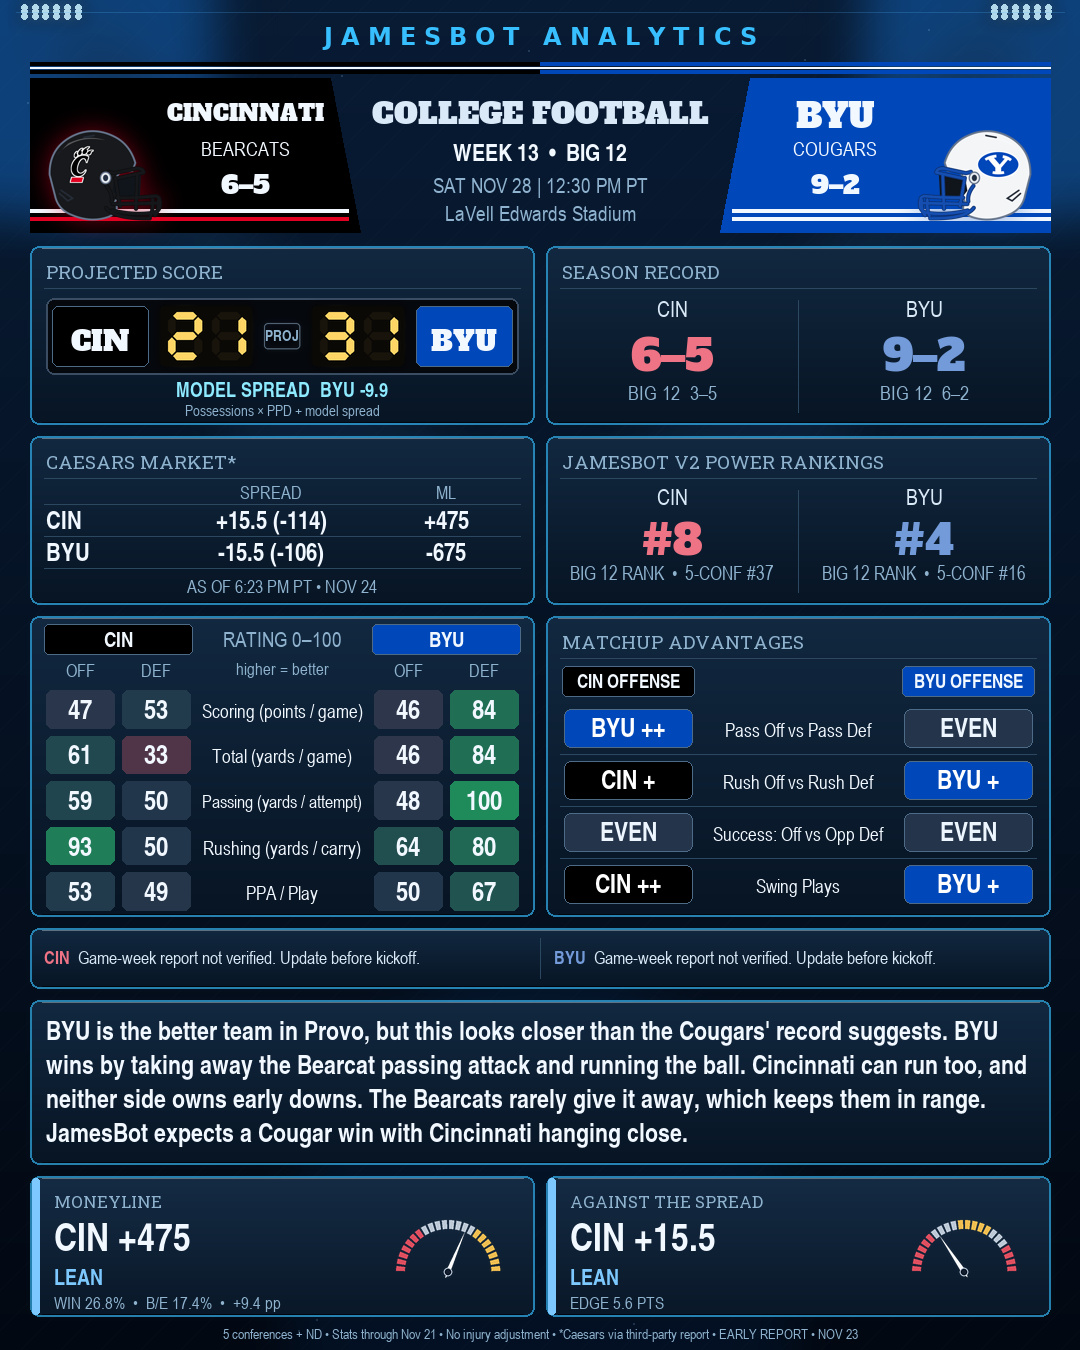 JAMESBOT ANALYTICS
CINCINNATI
BEARCATS
6–5
COLLEGE FOOTBALL
WEEK 13 • BIG 12
SAT NOV 28 | 12:30 PM PT
LaVell Edwards Stadium
BYU
COUGARS
9–2
C
Y
PROJECTED SCORE
CIN 21 PROJ 31 BYU
MODEL SPREAD BYU -9.9
Possessions × PPD + model spread
SEASON RECORD
CIN BYU
6–5 9–2
BIG 12 3–5 BIG 12 6–2
CAESARS MARKET*
SPREAD ML
CIN +15.5 (-114) +475
BYU -15.5 (-106) -675
AS OF 6:23 PM PT • NOV 24
JAMESBOT V2 POWER RANKINGS
CIN BYU
#8 #4
BIG 12 RANK • 5-CONF #37 BIG 12 RANK • 5-CONF #16
CIN RATING 0–100 BYU
OFF DEF higher = better OFF DEF
47 53 Scoring (points / game) 46 84
61 33 Total (yards / game) 46 84
59 50 Passing (yards / attempt) 48 100
93 50 Rushing (yards / carry) 64 80
53 49 PPA / Play 50 67
MATCHUP ADVANTAGES
CIN OFFENSE BYU OFFENSE
BYU ++ Pass Off vs Pass Def EVEN
CIN + Rush Off vs Rush Def BYU +
EVEN Success: Off vs Opp Def EVEN
CIN ++ Swing Plays BYU +
CIN Game-week report not verified. Update before kickoff.
BYU Game-week report not verified. Update before kickoff.
BYU is the better team in Provo, but this looks closer than the Cougars' record suggests. BYU
wins by taking away the Bearcat passing attack and running the ball. Cincinnati can run too, and
neither side owns early downs. The Bearcats rarely give it away, which keeps them in range.
JamesBot expects a Cougar win with Cincinnati hanging close.
MONEYLINE
CIN +475
LEAN
WIN 26.8% • B/E 17.4% • +9.4 pp
AGAINST THE SPREAD
CIN +15.5
LEAN
EDGE 5.6 PTS
5 conferences + ND • Stats through Nov 21 • No injury adjustment • *Caesars via third-party report • EARLY REPORT • NOV 23